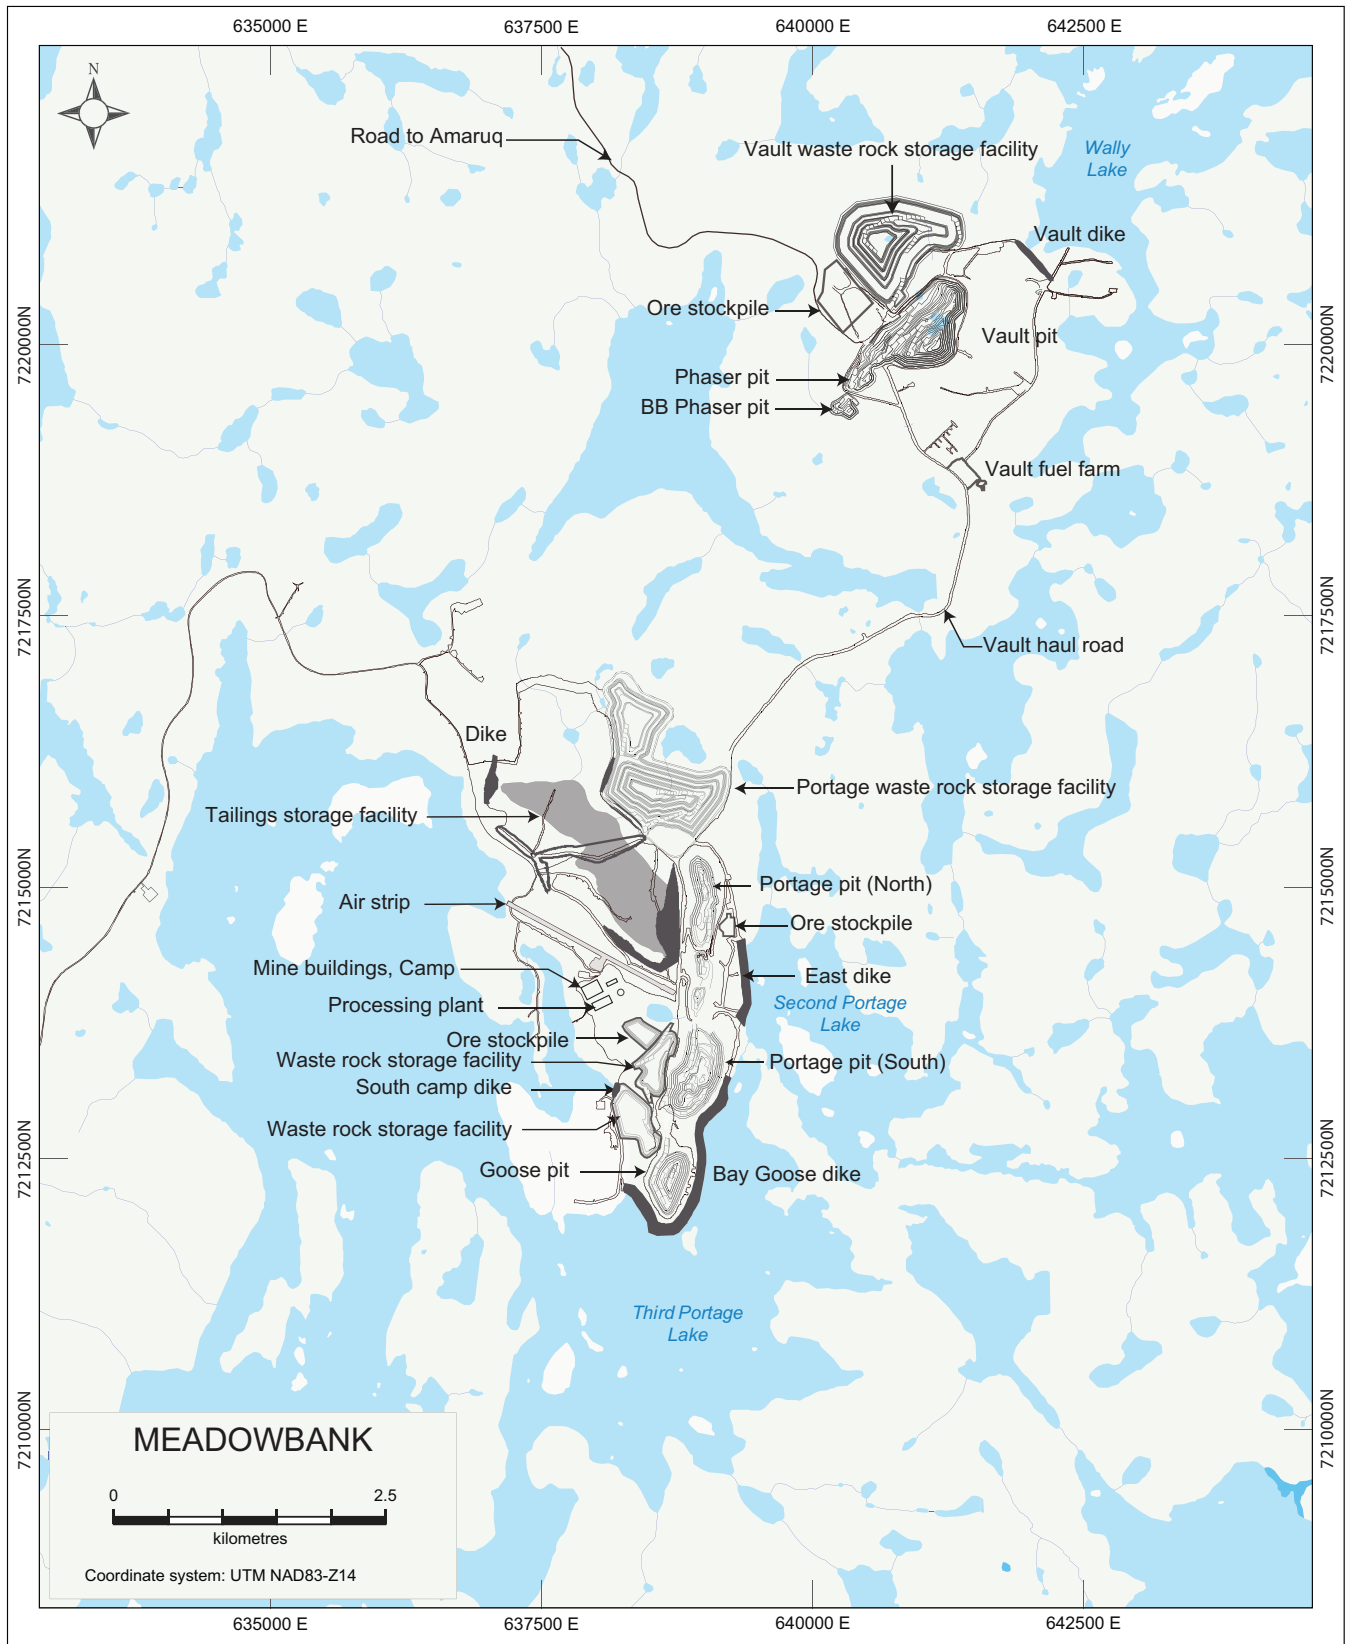 635000 E
637500 E
640000 E
642500 E
N
Road to Amaruq
Vault waste rock storage facility
Wally
Lake
Vault dike
Ore stockpile
Vault pit
7220000N
7220000N
Phaser pit
BB Phaser pit
Vault fuel farm
7217500N
7217500N
Vault haul road
Dike
Portage waste rock storage facility
Tailings storage facility
7215000N
7215000N
Portage pit (North)
Air strip
Ore stockpile
Mine buildings, Camp
East dike
Processing plant
Second Portage
Lake
Ore stockpile
Waste rock storage facility
Portage pit (South)
South camp dike
Waste rock storage facility
7212500N
7212500N
Goose pit
Bay Goose dike
Third Portage
Lake
7210000N
7210000N
MEADOWBANK
0
2.5
kilometres
Coordinate system: UTM NAD83-Z14
635000 E
637500 E
640000 E
642500 E